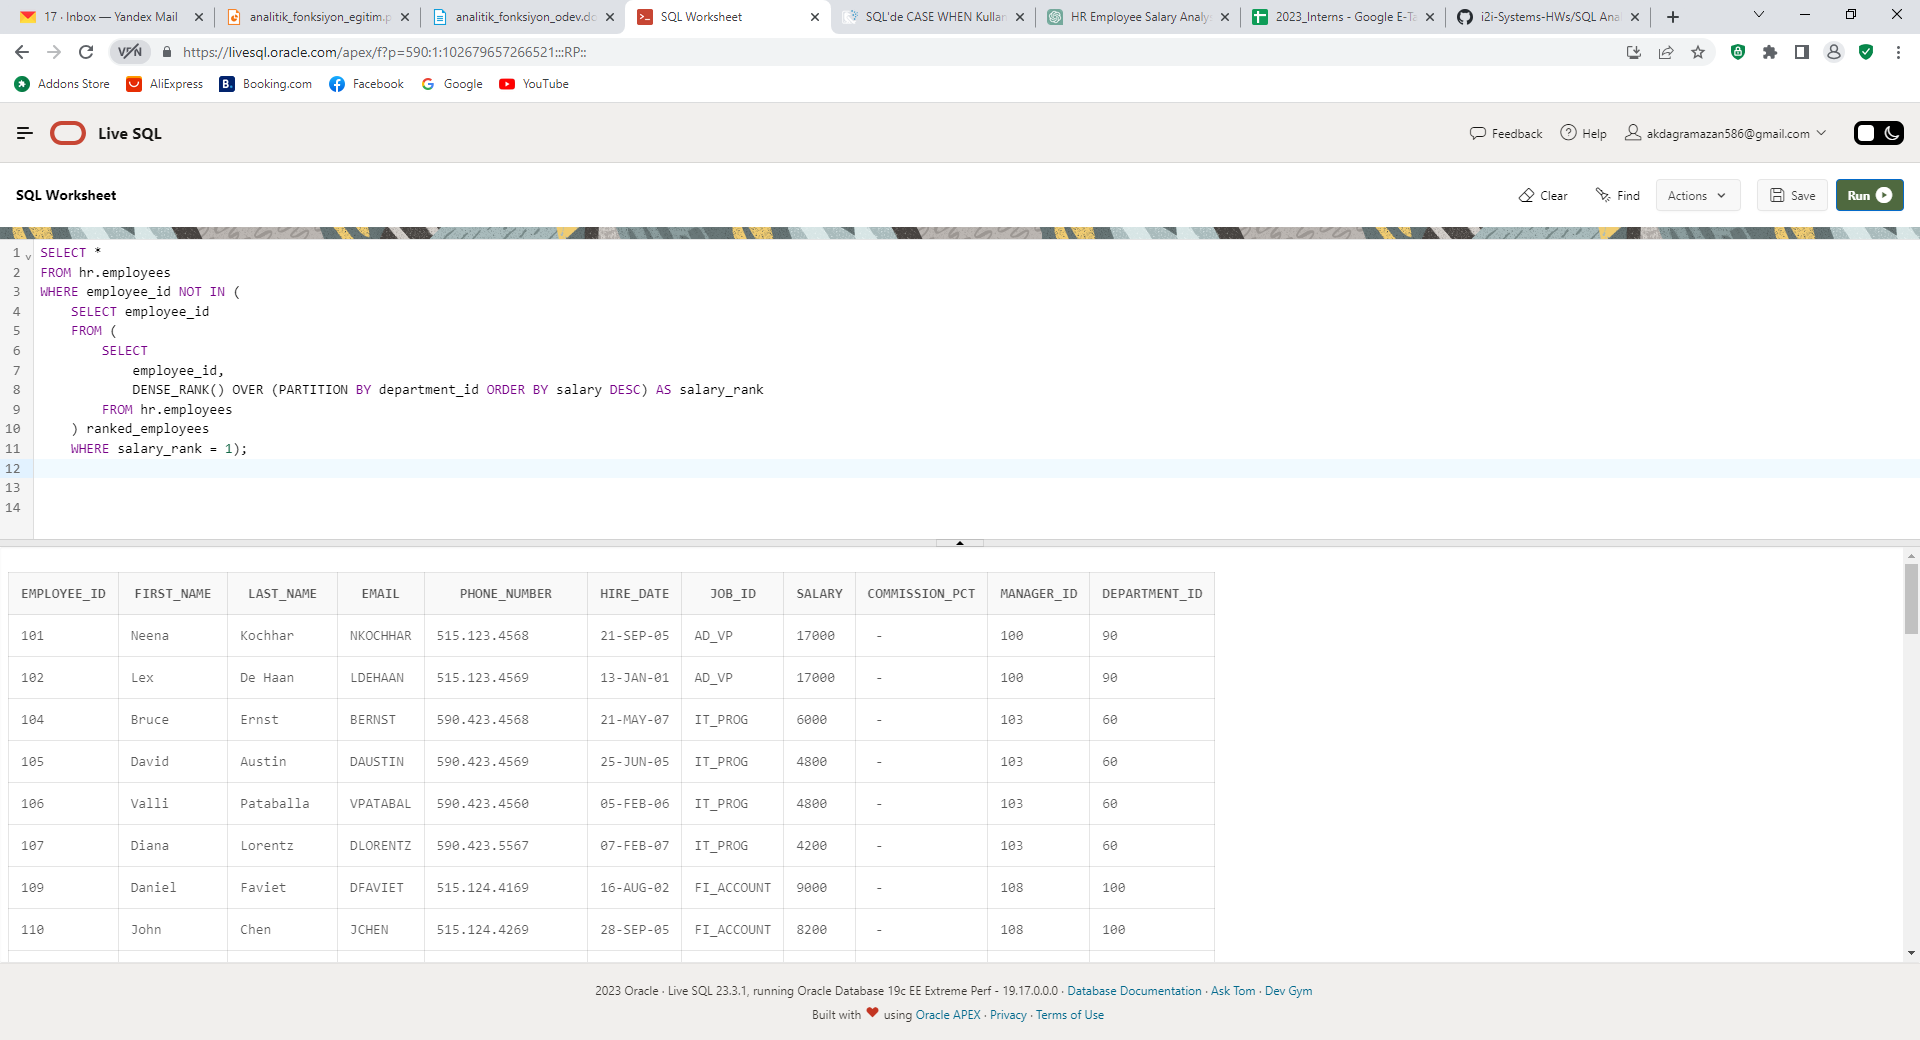 17 · Inbox — Yandex Mail
analitik_fonksiyon_egitim.p
analitik_fonksiyon_odev.do
SQL Worksheet
SQL'de CASE WHEN Kullan
HR Employee Salary Analys
2023_Interns - Google E-Ta
i2i-Systems-HWs/SQL Anal
VPN
https://livesql.oracle.com/apex/f?p=590:1:102679657266521:::RP::
Addons Store
AliExpress
B.
Booking.com
Facebook
Google
YouTube
Live SQL
Feedback
Help
akdagramazan586@gmail.com
SQL Worksheet
Clear
Find
Actions
Save
Run
1 SELECT *
2 FROM hr.employees
3 WHERE employee_id NOT IN (
4 SELECT employee_id
5 FROM (
6 SELECT
7 employee_id,
8 DENSE_RANK() OVER (PARTITION BY department_id ORDER BY salary DESC) AS salary_rank
9 FROM hr.employees
10 ) ranked_employees
11 WHERE salary_rank = 1);
12
13
14
EMPLOYEE_ID FIRST_NAME LAST_NAME EMAIL PHONE_NUMBER HIRE_DATE JOB_ID SALARY COMMISSION_PCT MANAGER_ID DEPARTMENT_ID
101 Neena Kochhar NKOCHHAR 515.123.4568 21-SEP-05 AD_VP 17000 - 100 90
102 Lex De Haan LDEHAAN 515.123.4569 13-JAN-01 AD_VP 17000 - 100 90
104 Bruce Ernst BERNST 590.423.4568 21-MAY-07 IT_PROG 6000 - 103 60
105 David Austin DAUSTIN 590.423.4569 25-JUN-05 IT_PROG 4800 - 103 60
106 Valli Pataballa VPATABAL 590.423.4560 05-FEB-06 IT_PROG 4800 - 103 60
107 Diana Lorentz DLORENTZ 590.423.5567 07-FEB-07 IT_PROG 4200 - 103 60
109 Daniel Faviet DFAVIET 515.124.4169 16-AUG-02 FI_ACCOUNT 9000 - 108 100
110 John Chen JCHEN 515.124.4269 28-SEP-05 FI_ACCOUNT 8200 - 108 100
2023 Oracle · Live SQL 23.3.1, running Oracle Database 19c EE Extreme Perf - 19.17.0.0.0 · Database Documentation · Ask Tom · Dev Gym
Built with ❤ using Oracle APEX · Privacy · Terms of Use